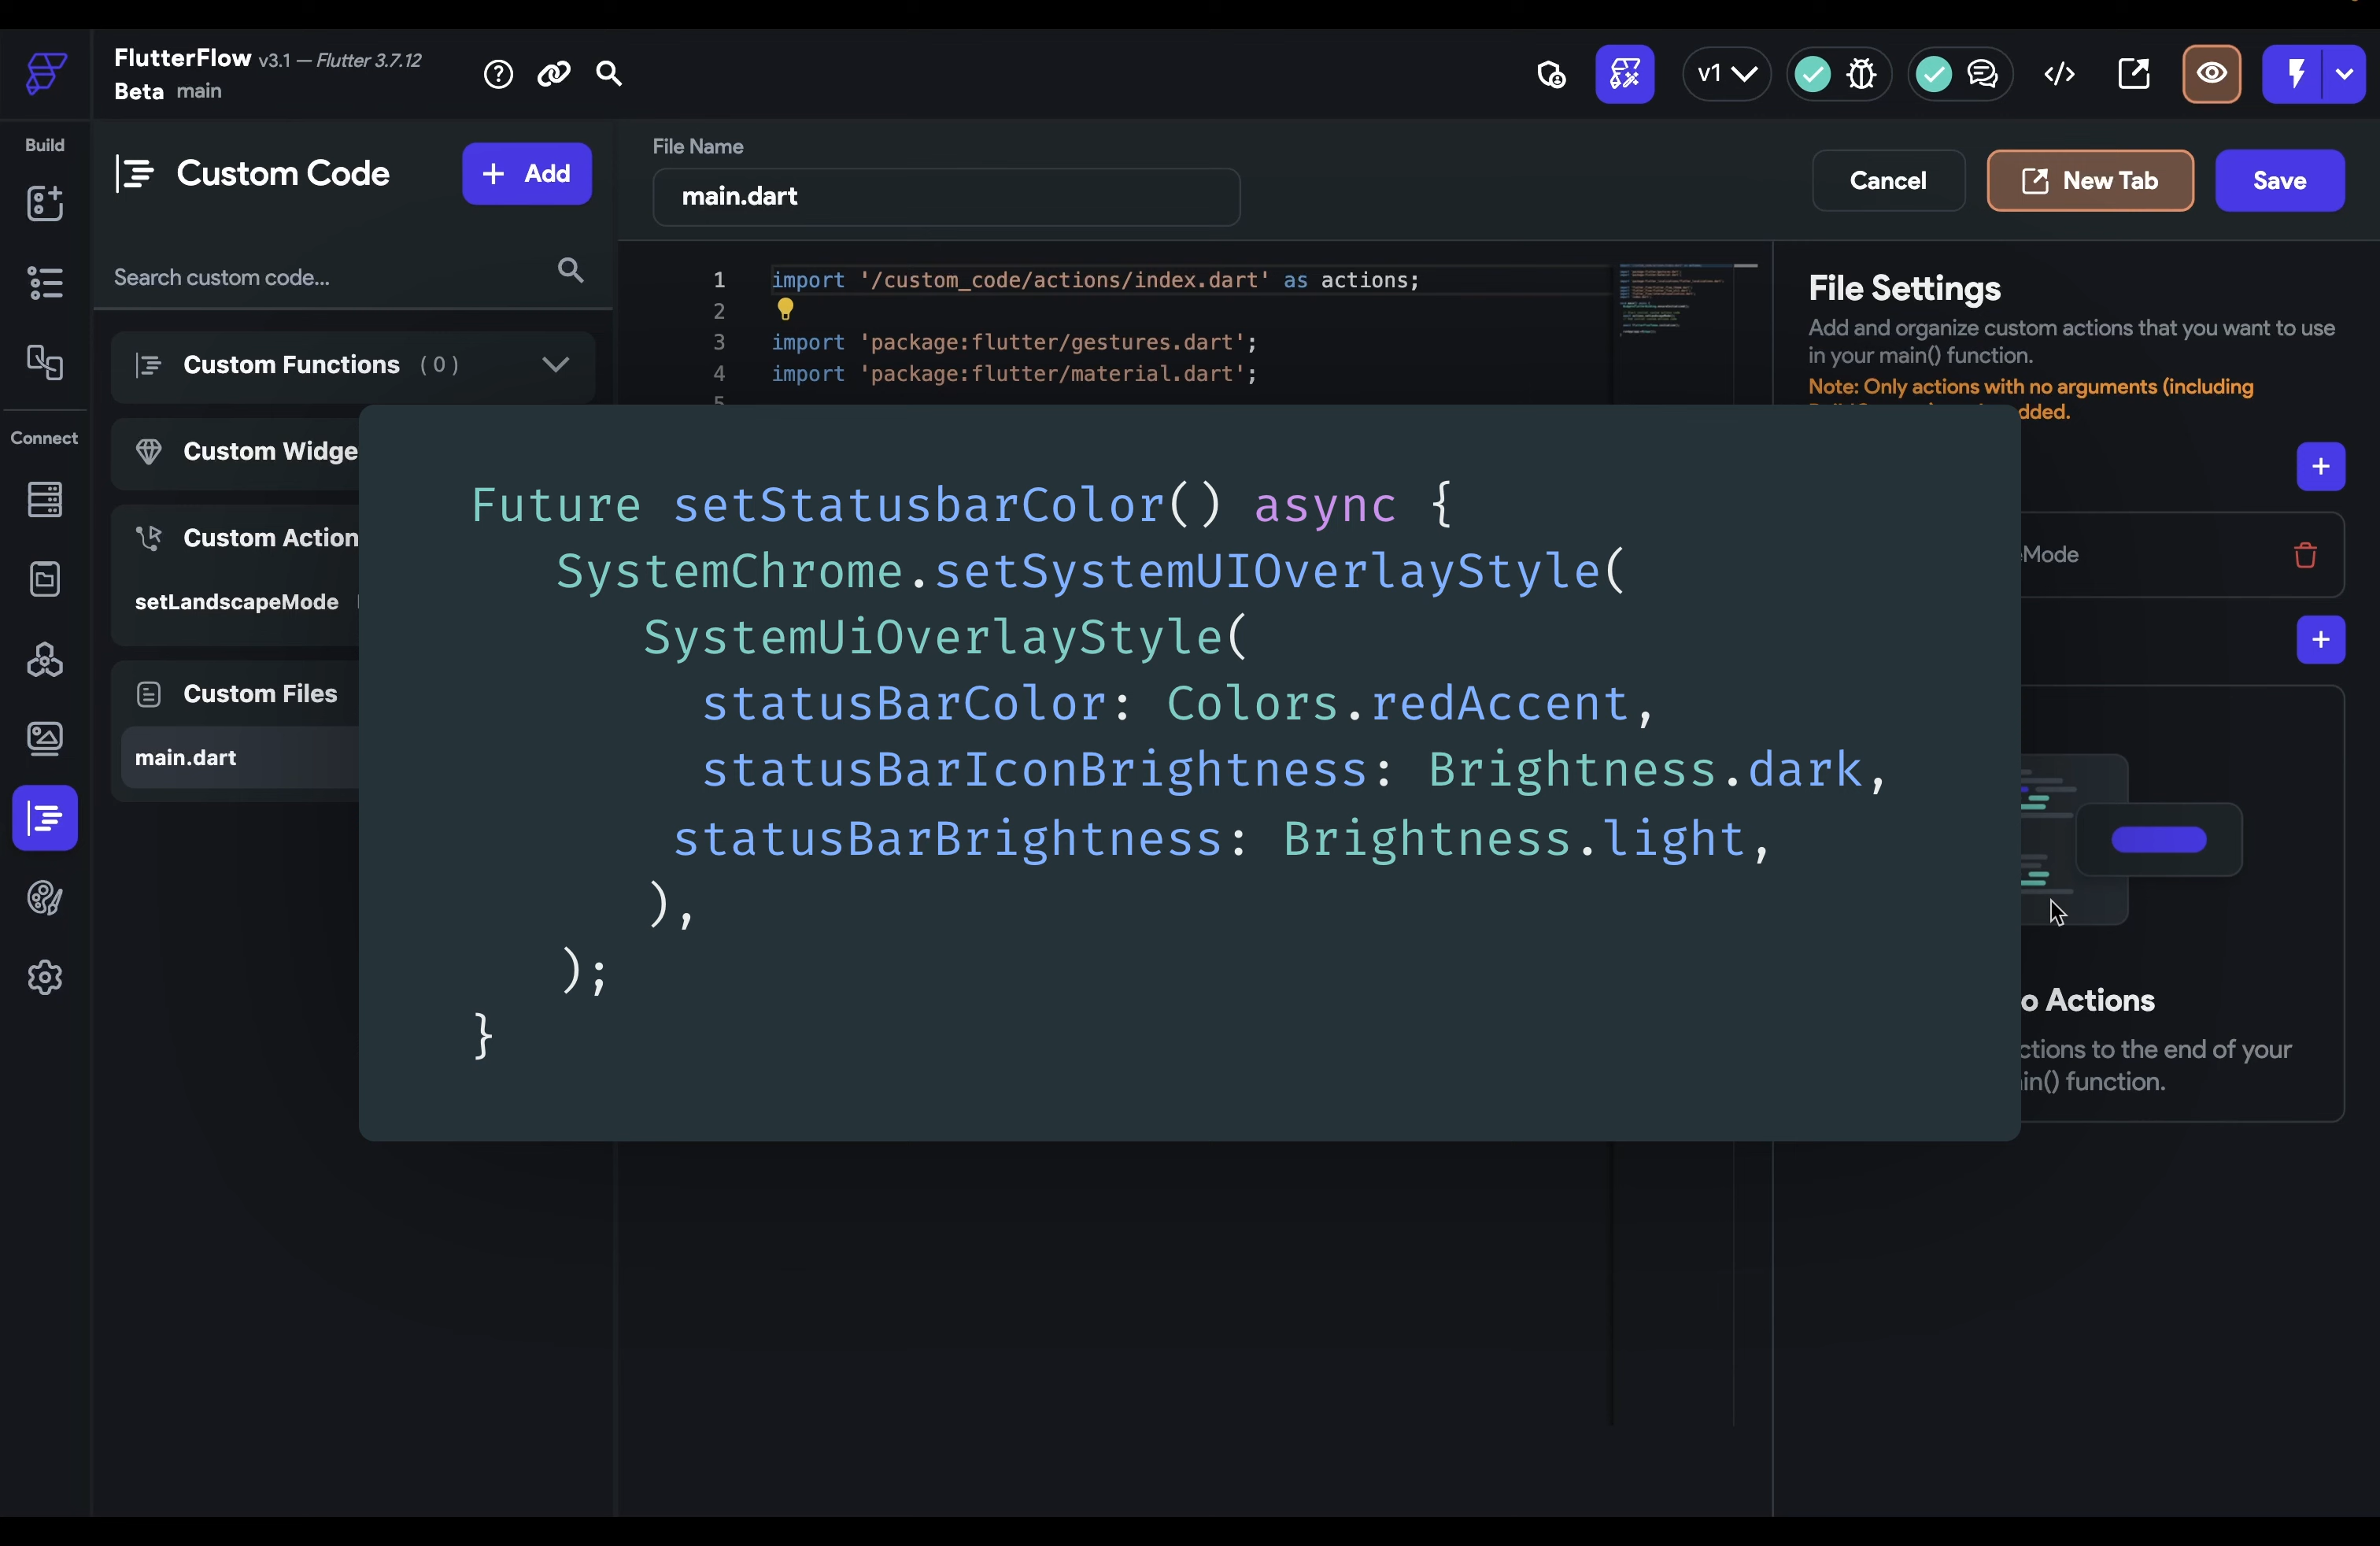 FlutterFlow v3.1 — Flutter 3.7.12
Beta main
v1
Build
Connect
Custom Code
+ Add
Search custom code...
Custom Functions ( 0 )
Custom Widge
Custom Action
setLandscapeMode
Custom Files
main.dart
File Name
main.dart
Cancel
New Tab
Save
1 import '/custom_code/actions/index.dart' as actions;
2
3 import 'package:flutter/gestures.dart';
4 import 'package:flutter/material.dart';
5
Future setStatusbarColor() async {
SystemChrome.setSystemUIOverlayStyle(
SystemUiOverlayStyle(
statusBarColor: Colors.redAccent,
statusBarIconBrightness: Brightness.dark,
statusBarBrightness: Brightness.light,
),
);
}
File Settings
Add and organize custom actions that you want to use
in your main() function.
Note: Only actions with no arguments (including
dded.
eMode
o Actions
ctions to the end of your
in() function.